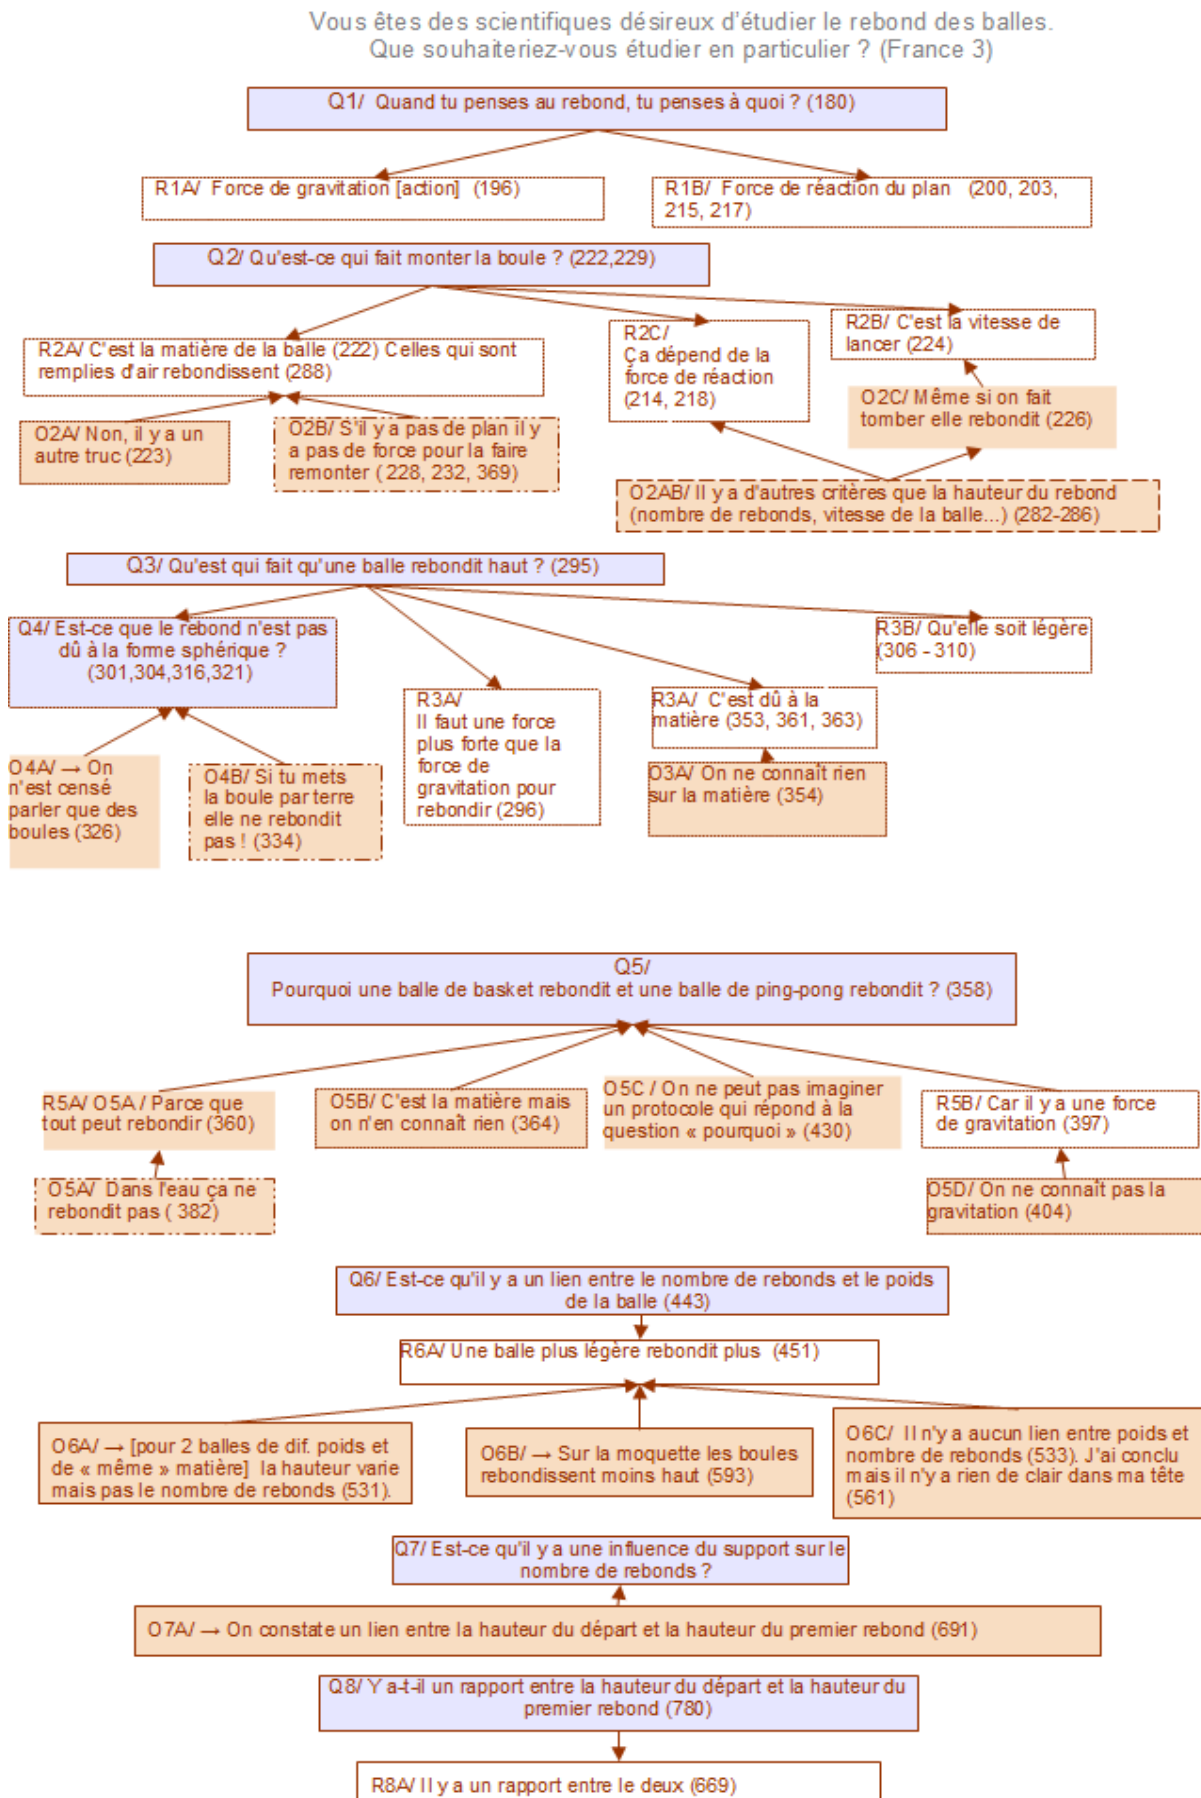 Vous êtes des scientifiques désireux d'étudier le rebond des balles.
Que souhaiteriez-vous étudier en particulier ? (France 3)
Q1/ Quand tu penses au rebond, tu penses à quoi ? (180)
R1A/ Force de gravitation [action] (196)
R1B/ Force de réaction du plan (200, 203,
215, 217)
Q2/ Qu'est-ce qui fait monter la boule ? (222,229)
R2A/ C'est la matière de la balle (222) Celles qui sont
remplies d'air rebondissent (288)
R2C/
Ça dépend de la
force de réaction
(214, 218)
R2B/ C'est la vitesse de
lancer (224)
O2A/ Non, il y a un
autre truc (223)
O2B/ S'il y a pas de plan il y
a pas de force pour la faire
remonter ( 228, 232, 369)
O2C/ Même si on fait
tomber elle rebondit (226)
O2AB/ Il y a d'autres critères que la hauteur du rebond
(nombre de rebonds, vitesse de la balle...) (282-286)
Q3/ Qu'est qui fait qu'une balle rebondit haut ? (295)
Q4/ Est-ce que le rebond n'est pas
dû à la forme sphérique ?
(301,304,316,321)
R3A/
Il faut une force
plus forte que la
force de
gravitation pour
rebondir (296)
R3A/ C'est dû à la
matière (353, 361, 363)
R3B/ Qu'elle soit légère
(306 - 310)
O4A/ → On
n'est censé
parler que des
boules (326)
O4B/ Si tu mets
la boule par terre
elle ne rebondit
pas ! (334)
O3A/ On ne connaît rien
sur la matière (354)
Q5/
Pourquoi une balle de basket rebondit et une balle de ping-pong rebondit ? (358)
R5A/ O5A / Parce que
tout peut rebondir (360)
O5B/ C'est la matière mais
on n'en connaît rien (364)
O5C / On ne peut pas imaginer
un protocole qui répond à la
question « pourquoi » (430)
R5B/ Car il y a une force
de gravitation (397)
O5A/ Dans l'eau ça ne
rebondit pas ( 382)
O5D/ On ne connaît pas la
gravitation (404)
Q6/ Est-ce qu'il y a un lien entre le nombre de rebonds et le poids
de la balle (443)
R6A/ Une balle plus légère rebondit plus (451)
O6A/ → [pour 2 balles de dif. poids et
de « même » matière] la hauteur varie
mais pas le nombre de rebonds (531).
O6B/ → Sur la moquette les boules
rebondissent moins haut (593)
O6C/ Il n'y a aucun lien entre poids et
nombre de rebonds (533). J'ai conclu
mais il n'y a rien de clair dans ma tête
(561)
Q7/ Est-ce qu'il y a une influence du support sur le
nombre de rebonds ?
O7A/ → On constate un lien entre la hauteur du départ et la hauteur du premier rebond (691)
Q8/ Y a-t-il un rapport entre la hauteur du départ et la hauteur du
premier rebond (780)
R8A/ Il y a un rapport entre le deux (669)